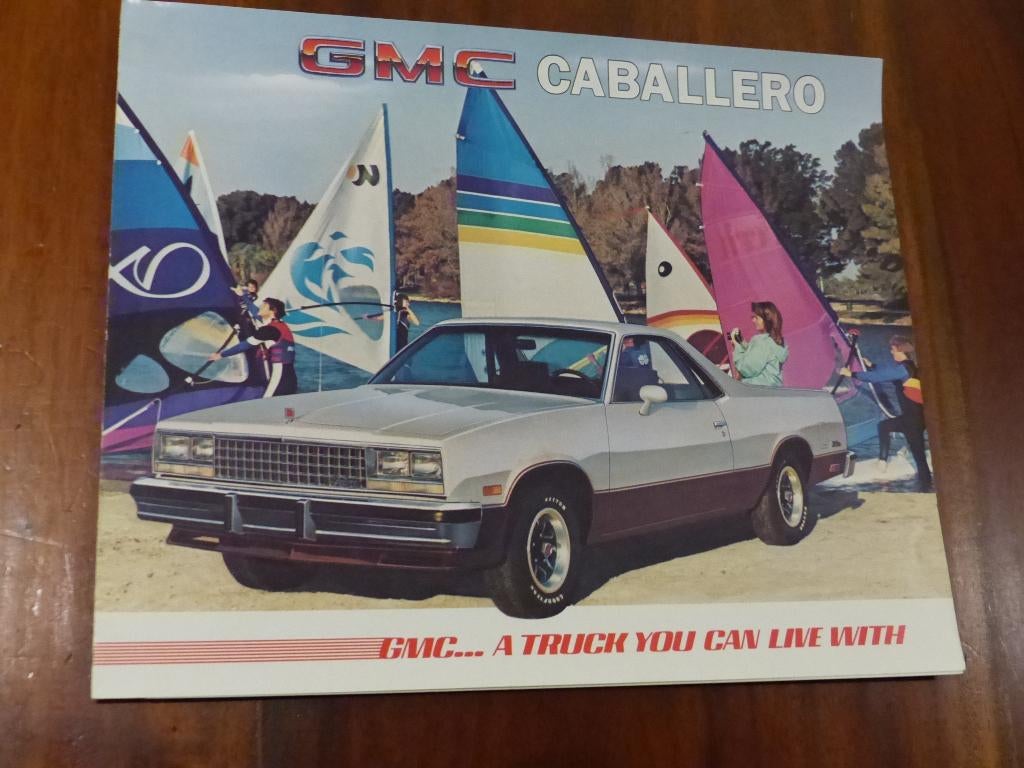 GMC CABALLERO
GMC... A TRUCK YOU CAN LIVE WITH